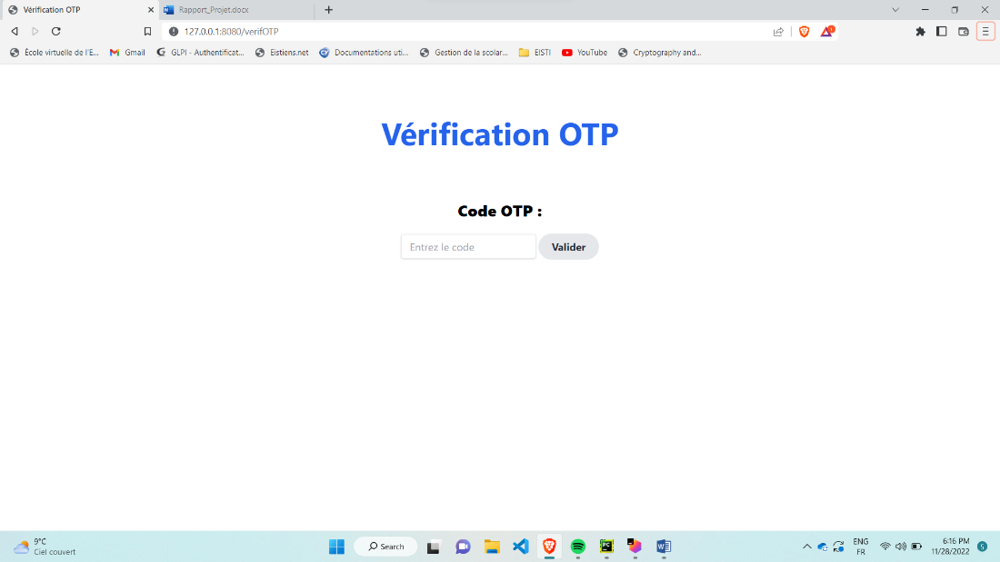 Vérification OTP
Rapport_Projet.docx
127.0.0.1:8080/verifOTP
École virtuelle de l'E...
Gmail
GLPI - Authentificat...
Eistiens.net
Documentations uti...
Gestion de la scolar...
EISTI
YouTube
Cryptography and...
Vérification OTP
Code OTP :
Entrez le code
Valider
9°C
Ciel couvert
Search
ENG
FR
6:16 PM
11/28/2022
5